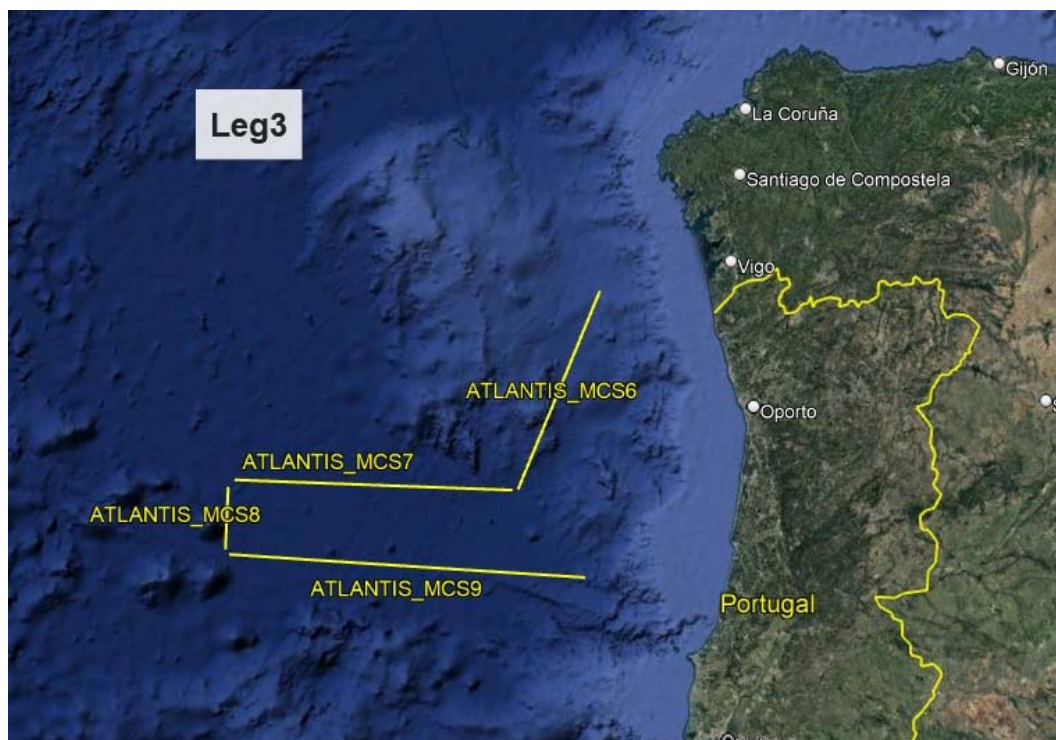 Gijón
La Coruña
Leg3
Santiago de Compostela
Vigo
ATLANTIS_MCS6
Oporto
ATLANTIS_MCS7
ATLANTIS_MCS8
ATLANTIS_MCS9
Portugal